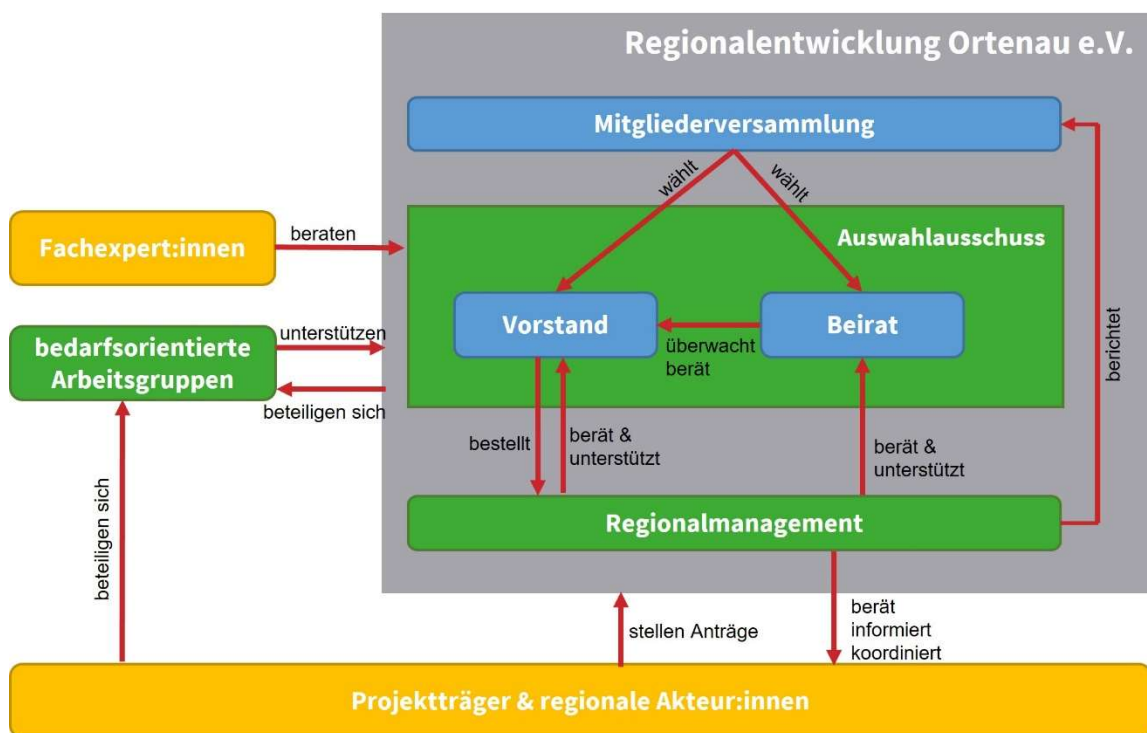 Regionalentwicklung Ortenau e.V.
Mitgliederversammlung
wählt
wählt
Fachexpert:innen
beraten
Auswahlausschuss
Vorstand
Beirat
überwacht
berät
berichtet
bedarfsorientierte
Arbeitsgruppen
unterstützen
beteiligen sich
bestellt
berät &
unterstützt
berät &
unterstützt
Regionalmanagement
beteiligen sich
stellen Anträge
berät
informiert
koordiniert
Projektträger & regionale Akteur:innen